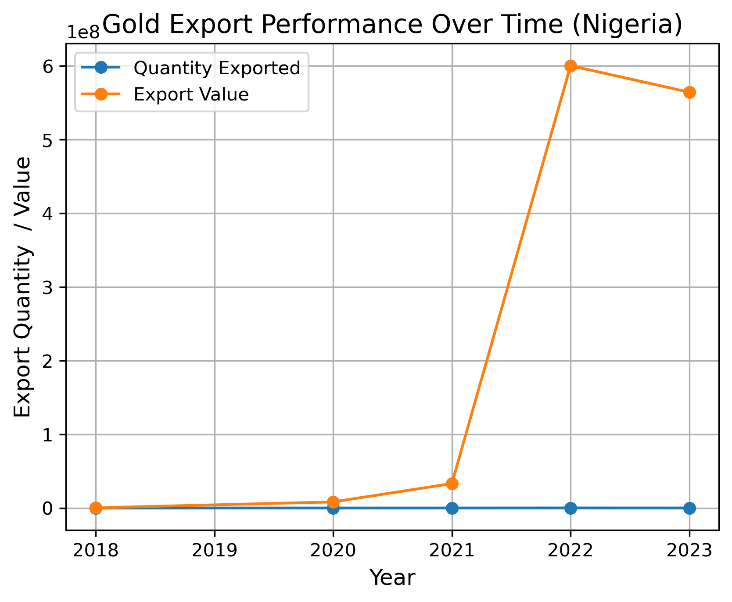 Gold Export Performance Over Time (Nigeria)
1e8
Quantity Exported
Export Value
6
5
4
3
2
1
0
Export Quantity / Value
2018 2019 2020 2021 2022 2023
Year